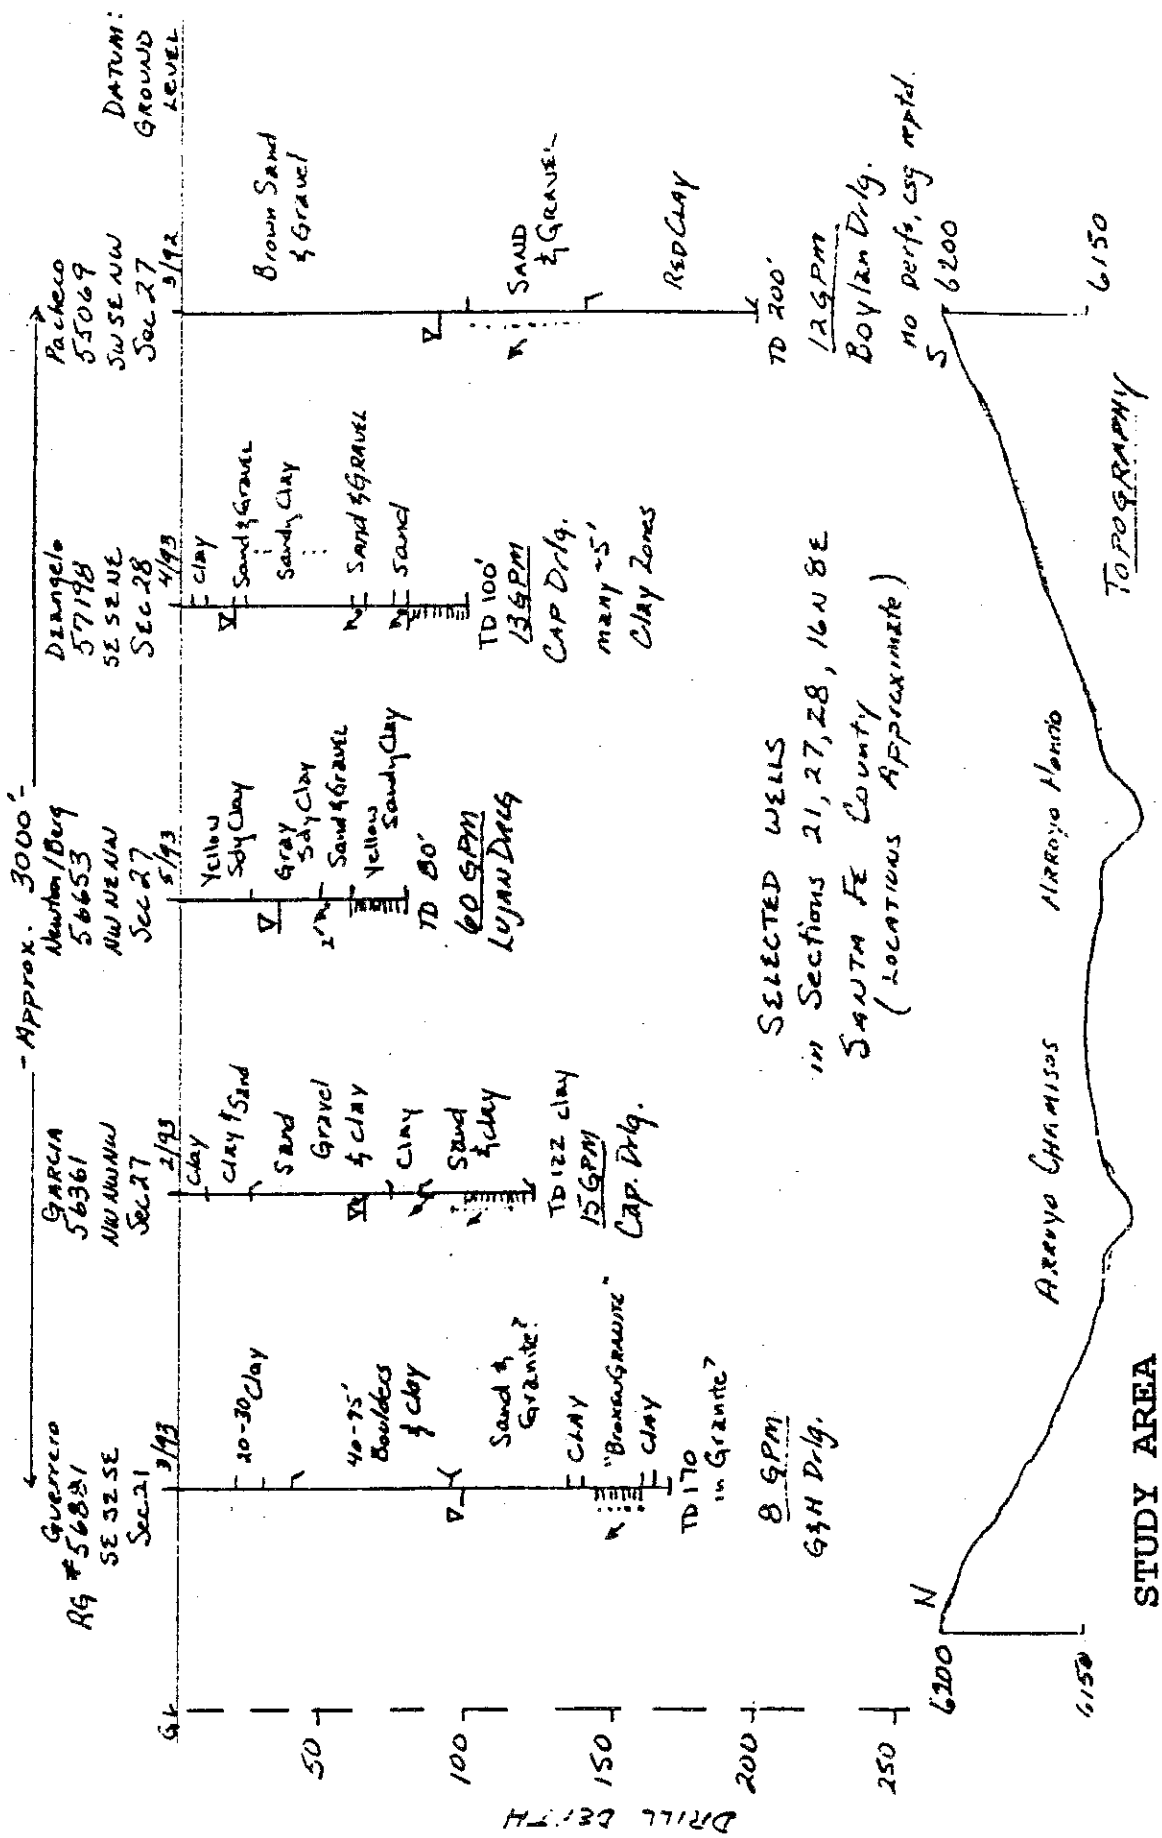 - Approx. 3000' -
DATUM:
GROUND
LEVEL
Guerrero
RG # 56891
SE SE SE
Sec 21
3/93
20-30 Clay
40-95'
Boulders
& Clay
Sand &
Granite?
CLAY
"BROKEN GRANITE"
CLAY
TD 170
in Granite?
8 GPM
G&H Drlg.
GARCIA
56361
NW NW NW
Sec 27
2/93
Clay
Clay & Sand
Sand
Gravel
& clay
Clay
Sand
& clay
TD 122 clay
15 GPM
Cap. Drlg.
Newton/Berg
56653
NW NE NW
Sec 27
5/93
Yellow
Sdy Clay
Gray
Sdy Clay
Sand & Gravel
Yellow
Sandy Clay
2'
TD 80'
60 GPM
LUJAN DRLG
Deangelo
57198
SE SE NE
SEC 28
4/93
Clay
Sand & Gravel
Sandy Clay
SAND & GRAVEL
Sand
TD 100'
13 GPM
CAP Drlg.
many ~5'
Clay Zones
Pacheco
55069
SW SE NW
Sec 27
3/92
Brown Sand
& Gravel
SAND
& GRAVEL
RED CLAY
TD 200'
12 GPM
Boylan Drlg.
no perfs, csg reptd.
GL
50
100
150
200
250
DRILL DEPTH
SELECTED WELLS
in Sections 21, 27, 28, 16N 8E
SANTA FE County
(LOCATIONS Approximate)
N
6200
6150
S
6200
6150
ARROYO CHAMISOS
ARROYO Hondo
TOPOGRAPHY
STUDY AREA